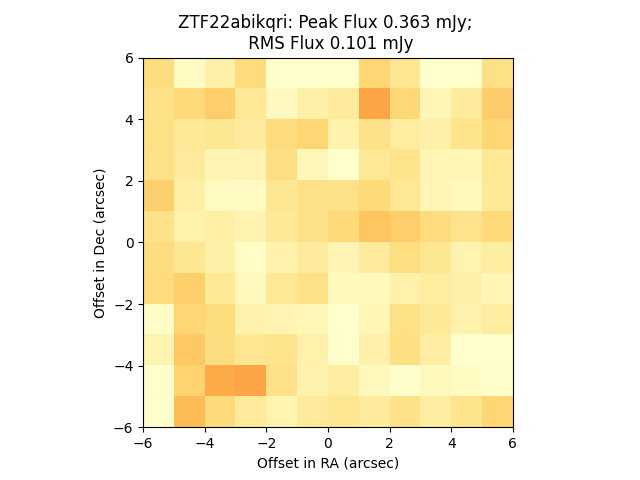 ZTF22abikqri: Peak Flux 0.363 mJy;
RMS Flux 0.101 mJy
6
4
2
0
−2
−4
−6
Offset in Dec (arcsec)
−6 −4 −2 0 2 4 6
Offset in RA (arcsec)